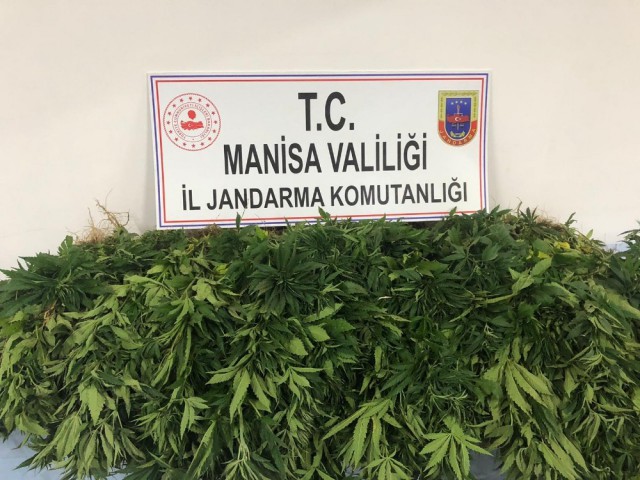 T.C.
MANİSA VALİLİĞİ
İL JANDARMA KOMUTANLIĞI